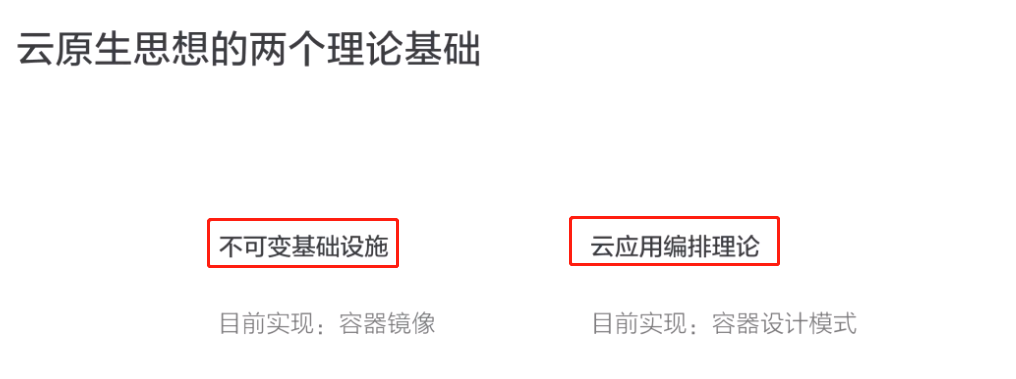 云原生思想的两个理论基础
不可变基础设施
云应用编排理论
目前实现：容器镜像
目前实现：容器设计模式